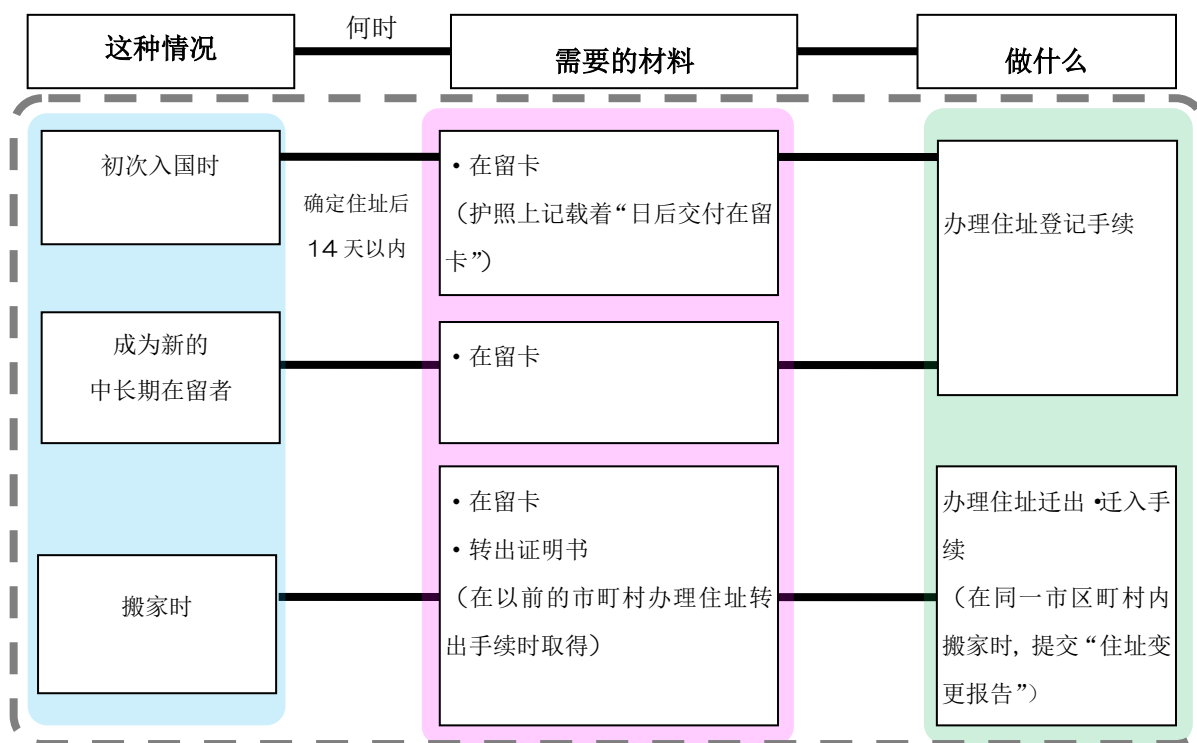 这种情况
何时
需要的材料
做什么
初次入国时
确定住址后
14 天以内
・在留卡
（护照上记载着“日后交付在留
卡”）
办理住址登记手续
成为新的
中长期在留者
・在留卡
搬家时
・在留卡
・转出证明书
（在以前的市町村办理住址转
出手续时取得）
办理住址迁出・迁入手
续
（在同一市区町村内
搬家时, 提交“住址变
更报告”）